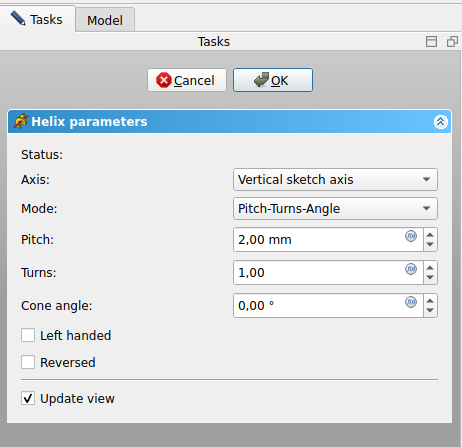 Tasks
Model
Tasks
Cancel
OK
Helix parameters
Status:
Axis:
Vertical sketch axis
Mode:
Pitch-Turns-Angle
Pitch:
2,00 mm
Turns:
1,00
Cone angle:
0,00 °
Left handed
Reversed
Update view